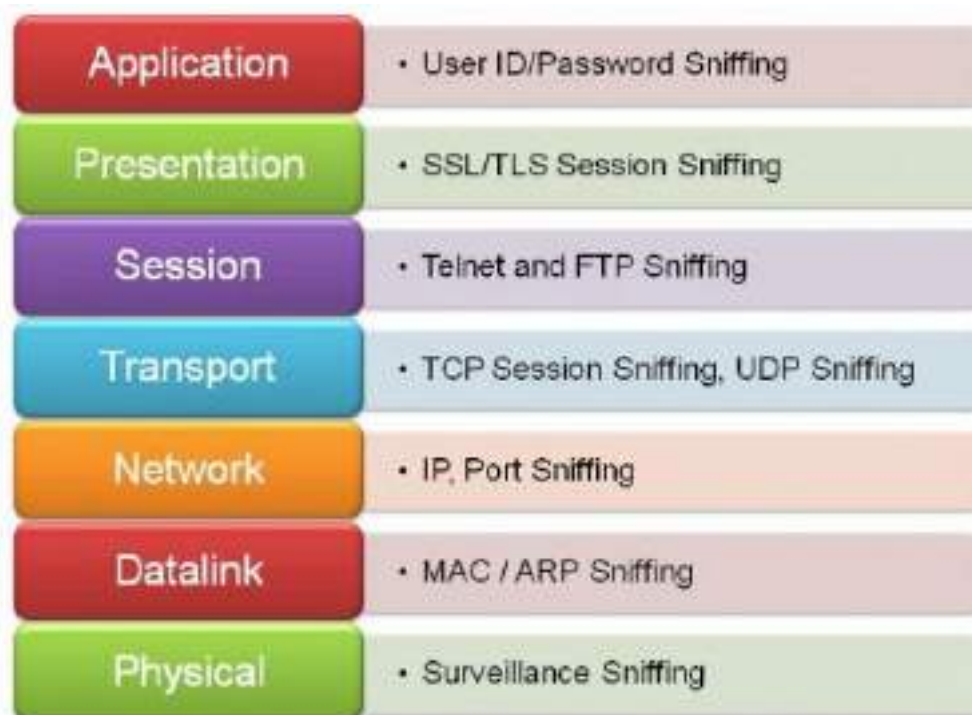 Application
• User ID/Password Sniffing
Presentation
• SSL/TLS Session Sniffing
Session
• Telnet and FTP Sniffing
Transport
• TCP Session Sniffing, UDP Sniffing
Network
• IP, Port Sniffing
Datalink
• MAC / ARP Sniffing
Physical
• Surveillance Sniffing